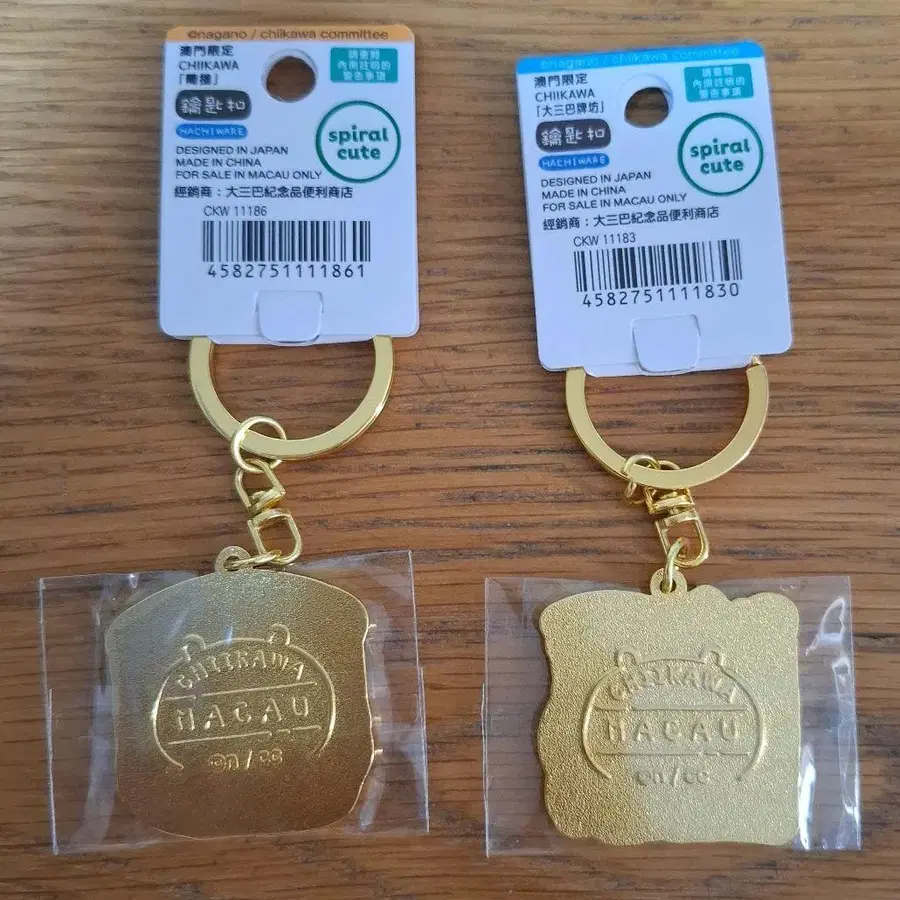 ©nagano / chiikawa committee
澳門限定
CHIIKAWA
請查閱
內側註明的
警告事項
鑰匙扣
HACHIWARE
spiral
cute
DESIGNED IN JAPAN
MADE IN CHINA
FOR SALE IN MACAU ONLY
經銷商：大三巴紀念品便利商店
CKW 11186
4582751111861
CHIIKAWA
MACAU
©n/cc
©nagano / chiikawa committee
澳門限定
CHIIKAWA
「大三巴牌坊」
請查閱
內側註明的
警告事項
鑰匙扣
HACHIWARE
spiral
cute
DESIGNED IN JAPAN
MADE IN CHINA
FOR SALE IN MACAU ONLY
經銷商：大三巴紀念品便利商店
CKW 11183
4582751111830
CHIIKAWA
MACAU
©n/cc